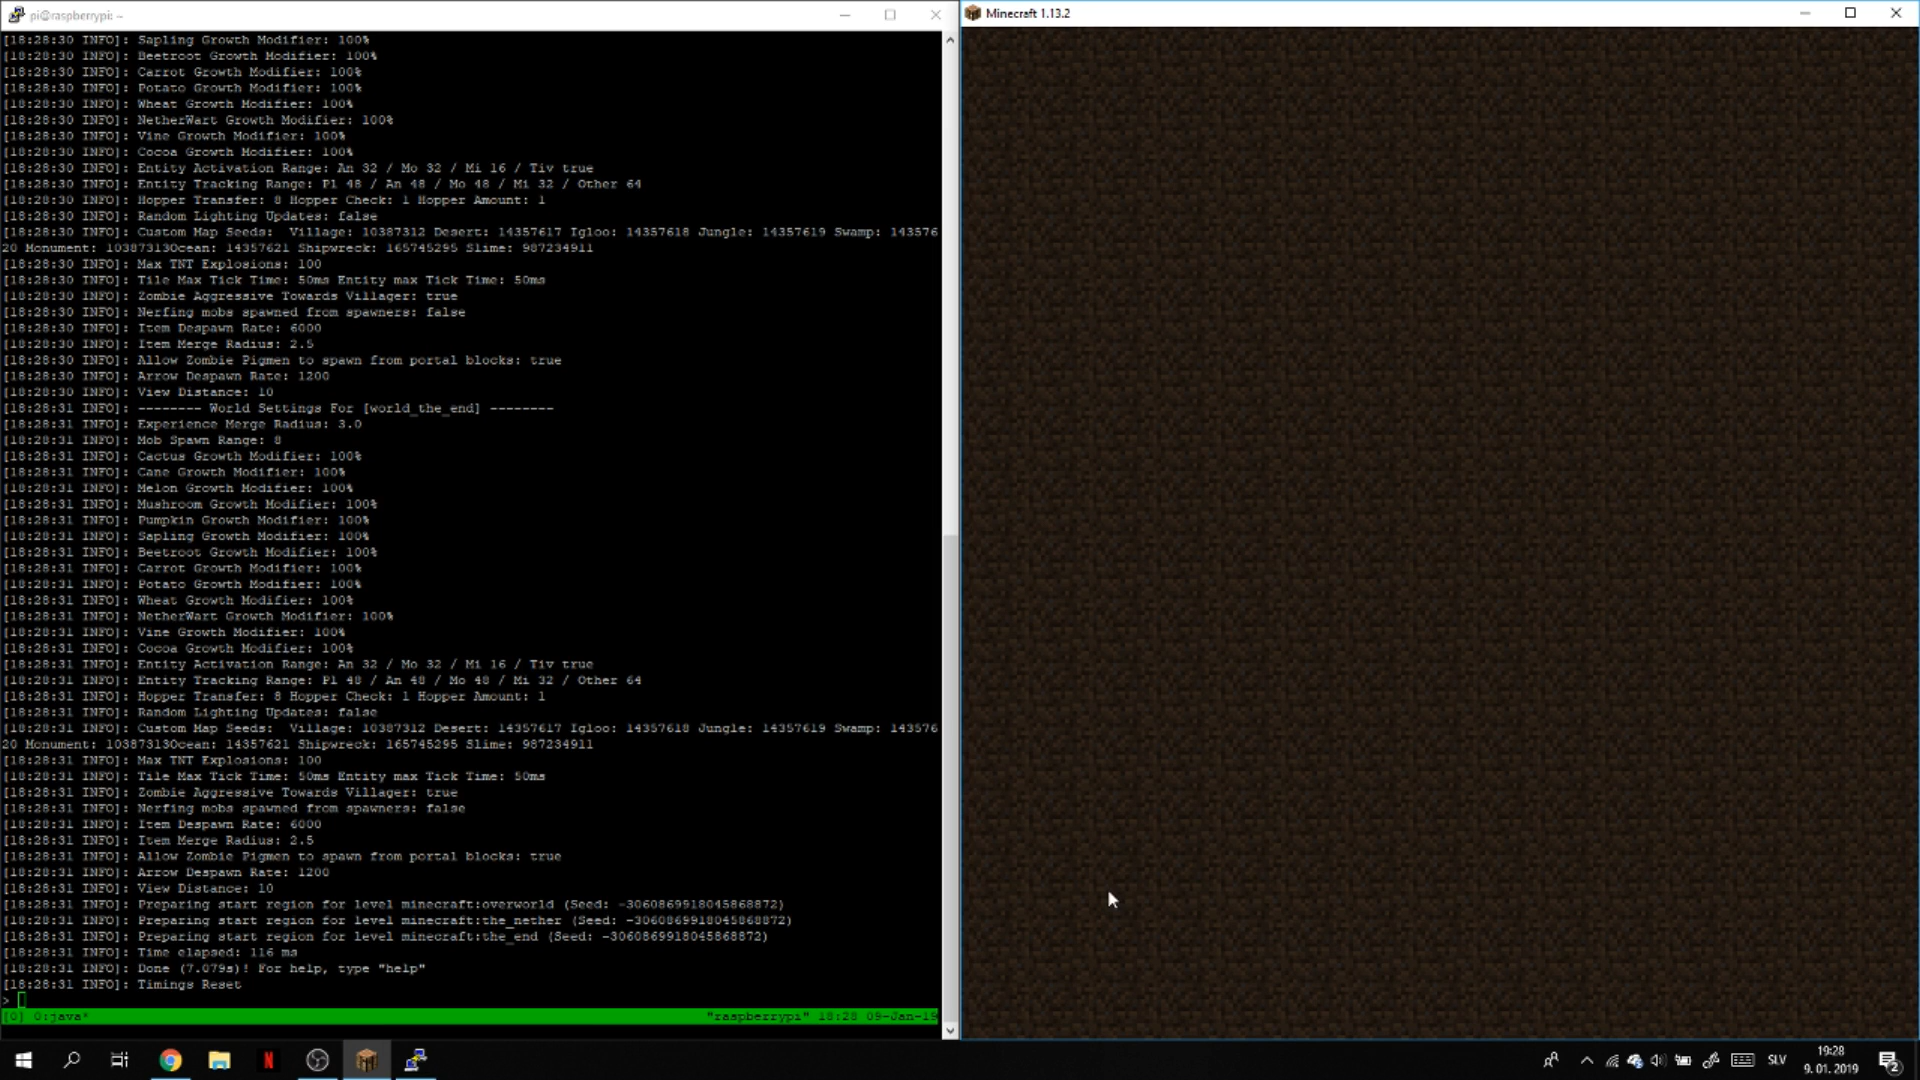 pi@raspberrypi: ~
[18:28:30 INFO]: Sapling Growth Modifier: 100%
[18:28:30 INFO]: Beetroot Growth Modifier: 100%
[18:28:30 INFO]: Carrot Growth Modifier: 100%
[18:28:30 INFO]: Potato Growth Modifier: 100%
[18:28:30 INFO]: Wheat Growth Modifier: 100%
[18:28:30 INFO]: NetherWart Growth Modifier: 100%
[18:28:30 INFO]: Vine Growth Modifier: 100%
[18:28:30 INFO]: Cocoa Growth Modifier: 100%
[18:28:30 INFO]: Entity Activation Range: An 32 / Mo 32 / Mi 16 / Tiv true
[18:28:30 INFO]: Entity Tracking Range: Pl 48 / An 48 / Mo 48 / Mi 32 / Other 64
[18:28:30 INFO]: Hopper Transfer: 8 Hopper Check: 1 Hopper Amount: 1
[18:28:30 INFO]: Random Lighting Updates: false
[18:28:30 INFO]: Custom Map Seeds:  Village: 10387312 Desert: 14357617 Igloo: 14357618 Jungle: 14357619 Swamp: 143576
20 Monument: 10387313Ocean: 14357621 Shipwreck: 165745295 Slime: 987234911
[18:28:30 INFO]: Max TNT Explosions: 100
[18:28:30 INFO]: Tile Max Tick Time: 50ms Entity max Tick Time: 50ms
[18:28:30 INFO]: Zombie Aggressive Towards Villager: true
[18:28:30 INFO]: Nerfing mobs spawned from spawners: false
[18:28:30 INFO]: Item Despawn Rate: 6000
[18:28:30 INFO]: Item Merge Radius: 2.5
[18:28:30 INFO]: Allow Zombie Pigmen to spawn from portal blocks: true
[18:28:30 INFO]: Arrow Despawn Rate: 1200
[18:28:30 INFO]: View Distance: 10
[18:28:31 INFO]: -------- World Settings For [world_the_end] --------
[18:28:31 INFO]: Experience Merge Radius: 3.0
[18:28:31 INFO]: Mob Spawn Range: 8
[18:28:31 INFO]: Cactus Growth Modifier: 100%
[18:28:31 INFO]: Cane Growth Modifier: 100%
[18:28:31 INFO]: Melon Growth Modifier: 100%
[18:28:31 INFO]: Mushroom Growth Modifier: 100%
[18:28:31 INFO]: Pumpkin Growth Modifier: 100%
[18:28:31 INFO]: Sapling Growth Modifier: 100%
[18:28:31 INFO]: Beetroot Growth Modifier: 100%
[18:28:31 INFO]: Carrot Growth Modifier: 100%
[18:28:31 INFO]: Potato Growth Modifier: 100%
[18:28:31 INFO]: Wheat Growth Modifier: 100%
[18:28:31 INFO]: NetherWart Growth Modifier: 100%
[18:28:31 INFO]: Vine Growth Modifier: 100%
[18:28:31 INFO]: Cocoa Growth Modifier: 100%
[18:28:31 INFO]: Entity Activation Range: An 32 / Mo 32 / Mi 16 / Tiv true
[18:28:31 INFO]: Entity Tracking Range: Pl 48 / An 48 / Mo 48 / Mi 32 / Other 64
[18:28:31 INFO]: Hopper Transfer: 8 Hopper Check: 1 Hopper Amount: 1
[18:28:31 INFO]: Random Lighting Updates: false
[18:28:31 INFO]: Custom Map Seeds:  Village: 10387312 Desert: 14357617 Igloo: 14357618 Jungle: 14357619 Swamp: 143576
20 Monument: 10387313Ocean: 14357621 Shipwreck: 165745295 Slime: 987234911
[18:28:31 INFO]: Max TNT Explosions: 100
[18:28:31 INFO]: Tile Max Tick Time: 50ms Entity max Tick Time: 50ms
[18:28:31 INFO]: Zombie Aggressive Towards Villager: true
[18:28:31 INFO]: Nerfing mobs spawned from spawners: false
[18:28:31 INFO]: Item Despawn Rate: 6000
[18:28:31 INFO]: Item Merge Radius: 2.5
[18:28:31 INFO]: Allow Zombie Pigmen to spawn from portal blocks: true
[18:28:31 INFO]: Arrow Despawn Rate: 1200
[18:28:31 INFO]: View Distance: 10
[18:28:31 INFO]: Preparing start region for level minecraft:overworld (Seed: -3060869918045868872)
[18:28:31 INFO]: Preparing start region for level minecraft:the_nether (Seed: -3060869918045868872)
[18:28:31 INFO]: Preparing start region for level minecraft:the_end (Seed: -3060869918045868872)
[18:28:31 INFO]: Time elapsed: 116 ms
[18:28:31 INFO]: Done (7.079s)! For help, type "help"
[18:28:31 INFO]: Timings Reset
>
[0] 0:java* "raspberrypi" 18:28 09-Jan-19
Minecraft 1.13.2
N
SLV
19:28
9. 01. 2019
2